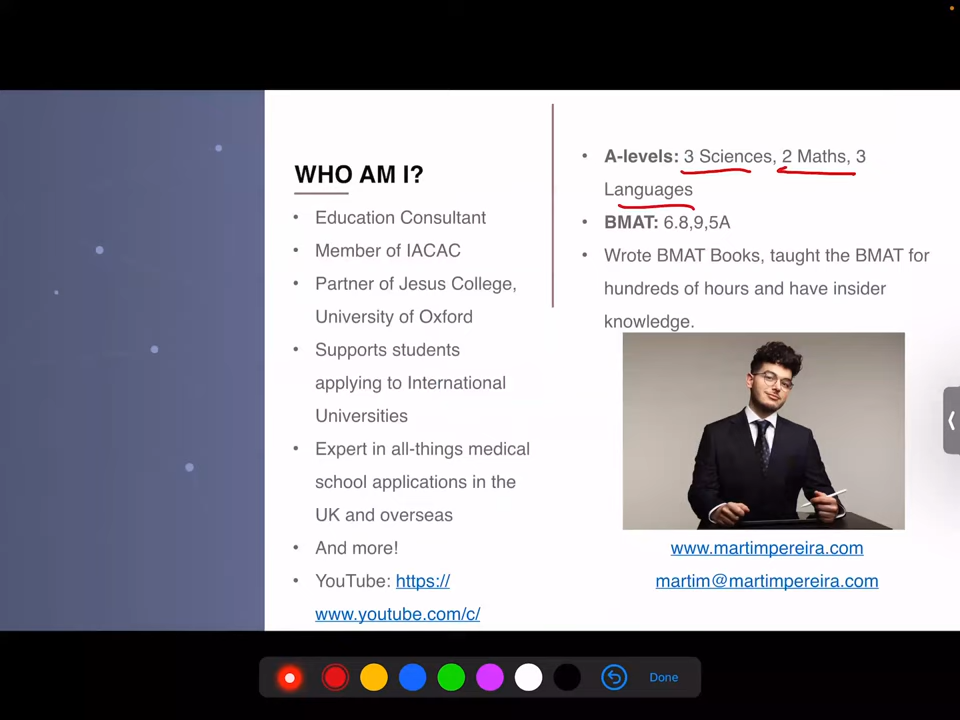 WHO AM I?
• Education Consultant
• Member of IACAC
• Partner of Jesus College,
University of Oxford
• Supports students
applying to International
Universities
• Expert in all-things medical
school applications in the
UK and overseas
• And more!
• YouTube: https://
www.youtube.com/c/
• A-levels: 3 Sciences, 2 Maths, 3
Languages
• BMAT: 6.8,9,5A
• Wrote BMAT Books, taught the BMAT for
hundreds of hours and have insider
knowledge.
www.martimpereira.com
martim@martimpereira.com
Done